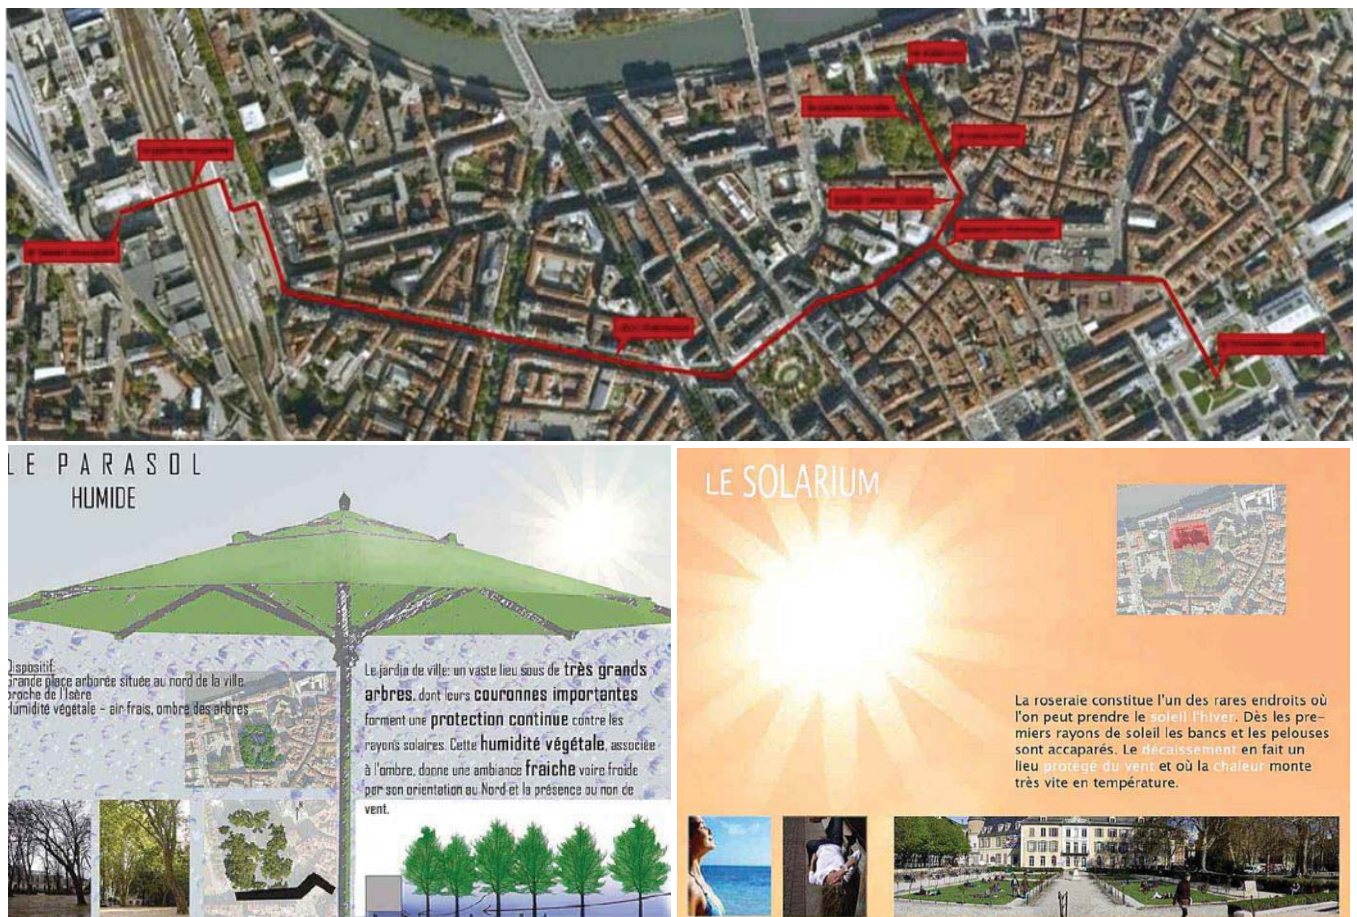 LE PARASOL
HUMIDE
Dispositif:
Grande place arborée située au nord de la ville
proche de l'Isère
Humidité végétale – air frais, ombre des arbres
Le jardin de ville: un vaste lieu sous de très grands
arbres, dont leurs couronnes importantes
forment une protection continue contre les
rayons solaires. Cette humidité végétale, associée
à l'ombre, donne une ambiance fraiche voire froide
par son orientation au Nord et la présence ou non de
vent.
N
LE SOLARIUM
La roseraie constitue l'un des rares endroits où
l'on peut prendre le soleil l'hiver. Dès les pre-
miers rayons de soleil les bancs et les pelouses
sont accaparés. Le décaissement en fait un
lieu protégé du vent et où la chaleur monte
très vite en température.